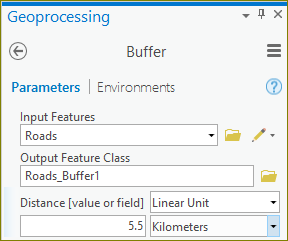 Geoprocessing
Buffer
Parameters | Environments
?
Input Features
Roads
Output Feature Class
Roads_Buffer1
Distance [value or field] Linear Unit
5.5 Kilometers